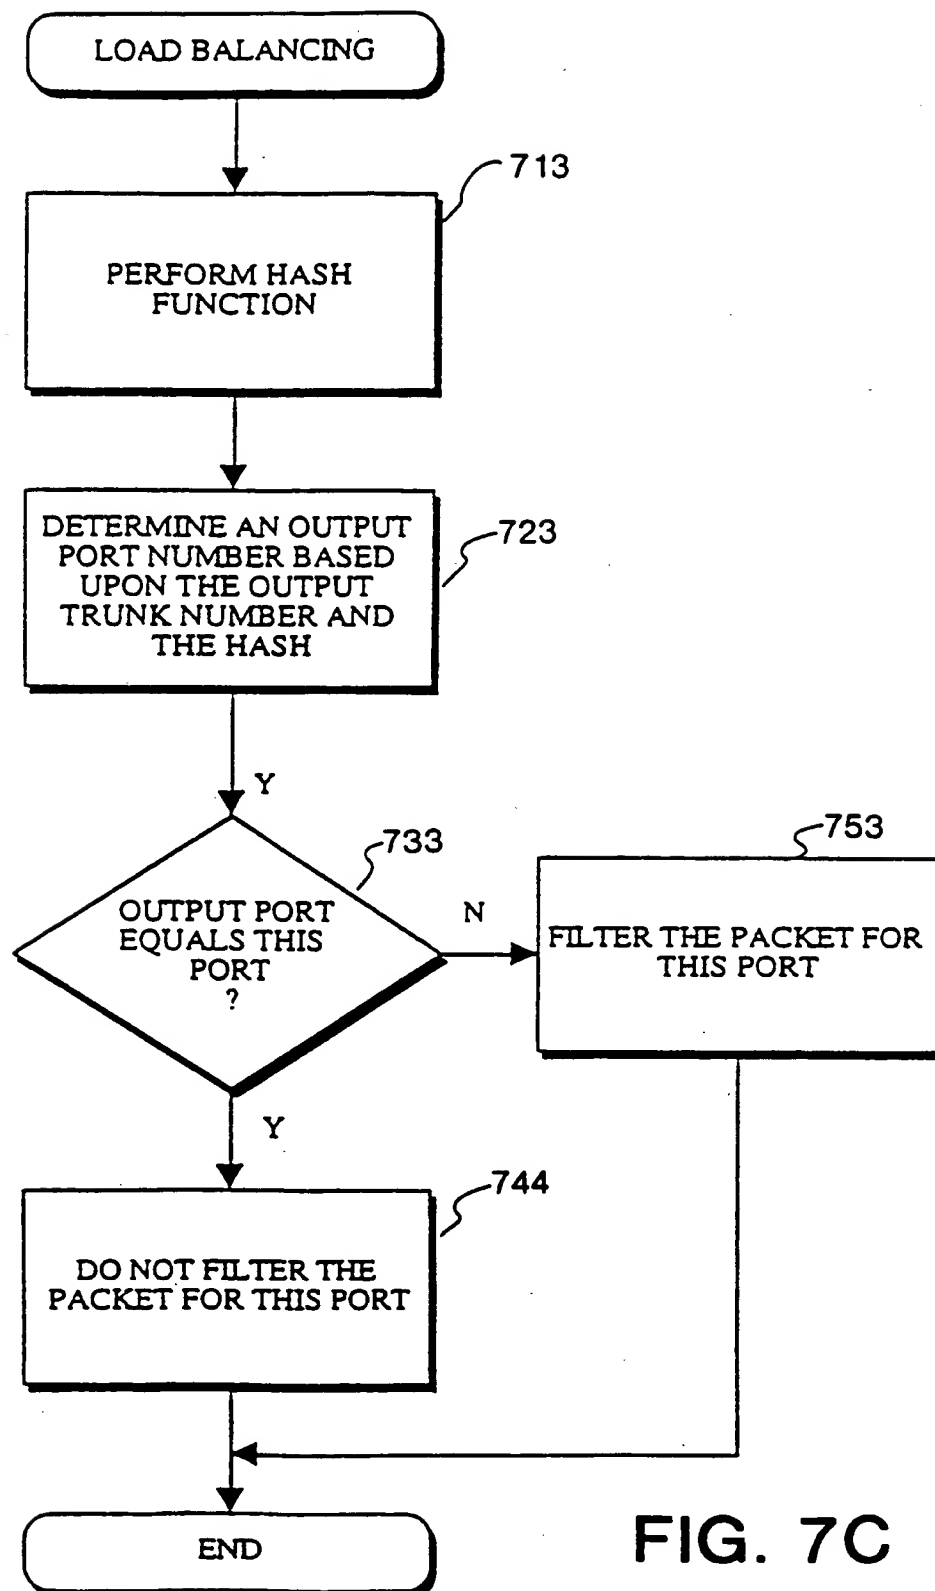 LOAD BALANCING
713
PERFORM HASH
FUNCTION
723
DETERMINE AN OUTPUT
PORT NUMBER BASED
UPON THE OUTPUT
TRUNK NUMBER AND
THE HASH
Y
733
OUTPUT PORT
EQUALS THIS
PORT
?
N
753
FILTER THE PACKET FOR
THIS PORT
Y
744
DO NOT FILTER THE
PACKET FOR THIS PORT
END
FIG. 7C